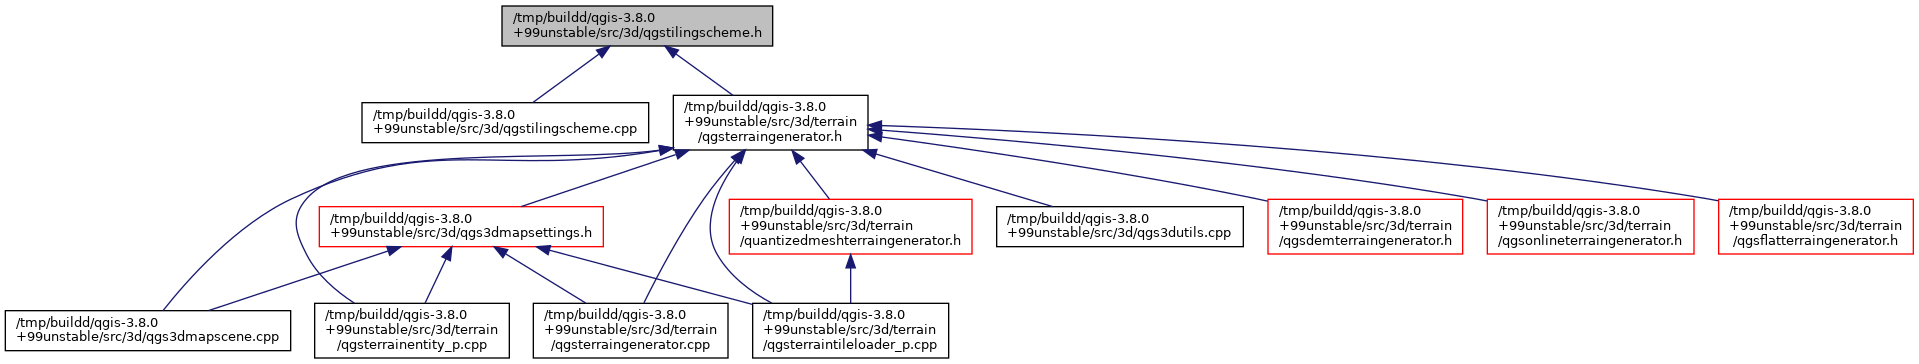 /tmp/buildd/qgis-3.8.0
+99unstable/src/3d/qgstilingscheme.h
/tmp/buildd/qgis-3.8.0
+99unstable/src/3d/qgstilingscheme.cpp
/tmp/buildd/qgis-3.8.0
+99unstable/src/3d/terrain
/qgsterraingenerator.h
/tmp/buildd/qgis-3.8.0
+99unstable/src/3d/qgs3dmapsettings.h
/tmp/buildd/qgis-3.8.0
+99unstable/src/3d/terrain
/quantizedmeshterraingenerator.h
/tmp/buildd/qgis-3.8.0
+99unstable/src/3d/qgs3dutils.cpp
/tmp/buildd/qgis-3.8.0
+99unstable/src/3d/terrain
/qgsdemterraingenerator.h
/tmp/buildd/qgis-3.8.0
+99unstable/src/3d/terrain
/qgsonlineterraingenerator.h
/tmp/buildd/qgis-3.8.0
+99unstable/src/3d/terrain
/qgsflatterraingenerator.h
/tmp/buildd/qgis-3.8.0
+99unstable/src/3d/qgs3dmapscene.cpp
/tmp/buildd/qgis-3.8.0
+99unstable/src/3d/terrain
/qgsterrainentity_p.cpp
/tmp/buildd/qgis-3.8.0
+99unstable/src/3d/terrain
/qgsterraingenerator.cpp
/tmp/buildd/qgis-3.8.0
+99unstable/src/3d/terrain
/qgsterraintileloader_p.cpp